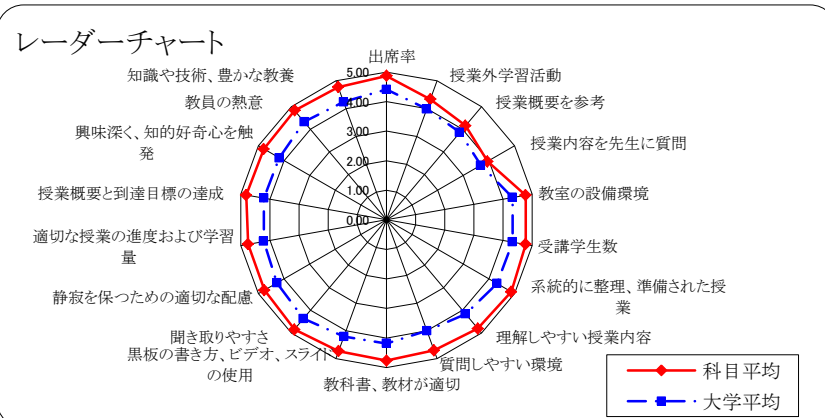 レーダーチャート
出席率
授業外学習活動
授業概要を参考
授業内容を先生に質問
教室の設備環境
受講学生数
系統的に整理、準備された授
業
理解しやすい授業内容
質問しやすい環境
教科書、教材が適切
黒板の書き方、ビデオ、スライド
の使用
聞き取りやすさ
静寂を保つための適切な配慮
適切な授業の進度および学習
量
授業概要と到達目標の達成
興味深く、知的好奇心を触
発
教員の熱意
知識や技術、豊かな教養
5.00
4.00
3.00
2.00
1.00
0.00
科目平均
大学平均